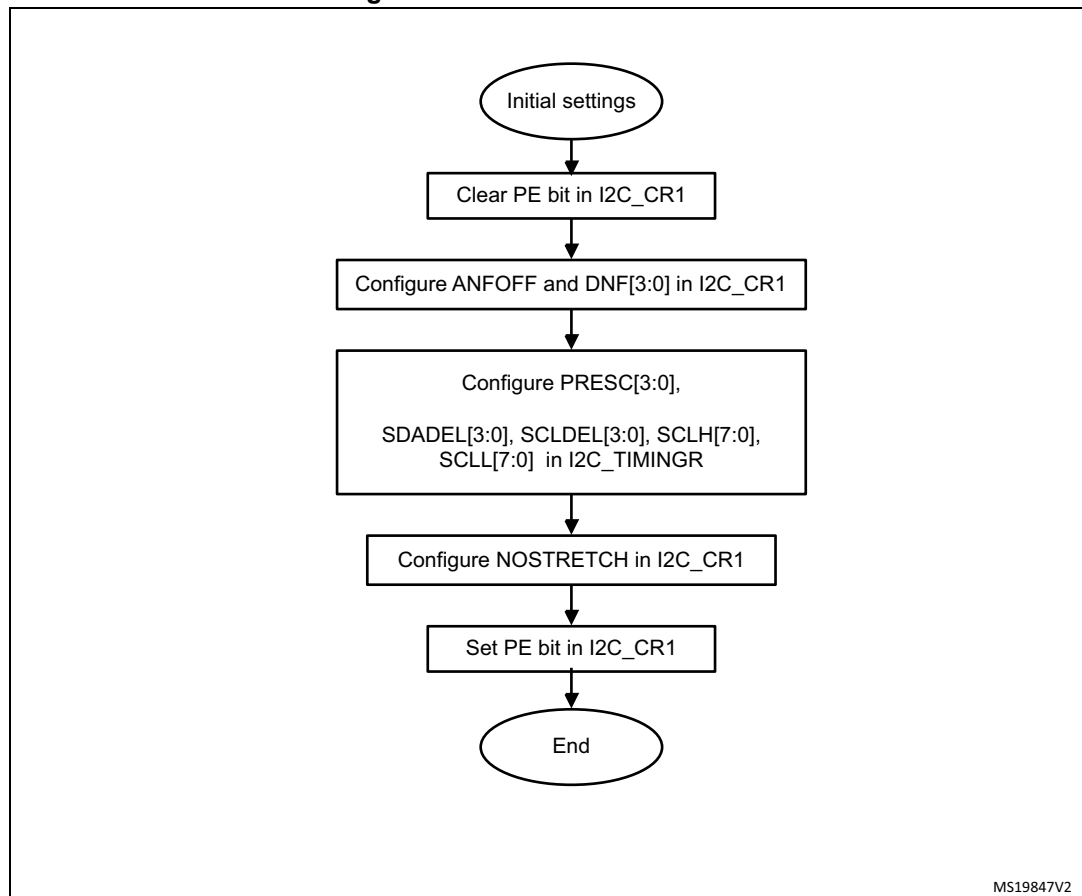 Initial settings
Clear PE bit in I2C_CR1
Configure ANFOFF and DNF[3:0] in I2C_CR1
Configure PRESC[3:0],
SDADEL[3:0], SCLDEL[3:0], SCLH[7:0],
SCLL[7:0] in I2C_TIMINGR
Configure NOSTRETCH in I2C_CR1
Set PE bit in I2C_CR1
End
MS19847V2